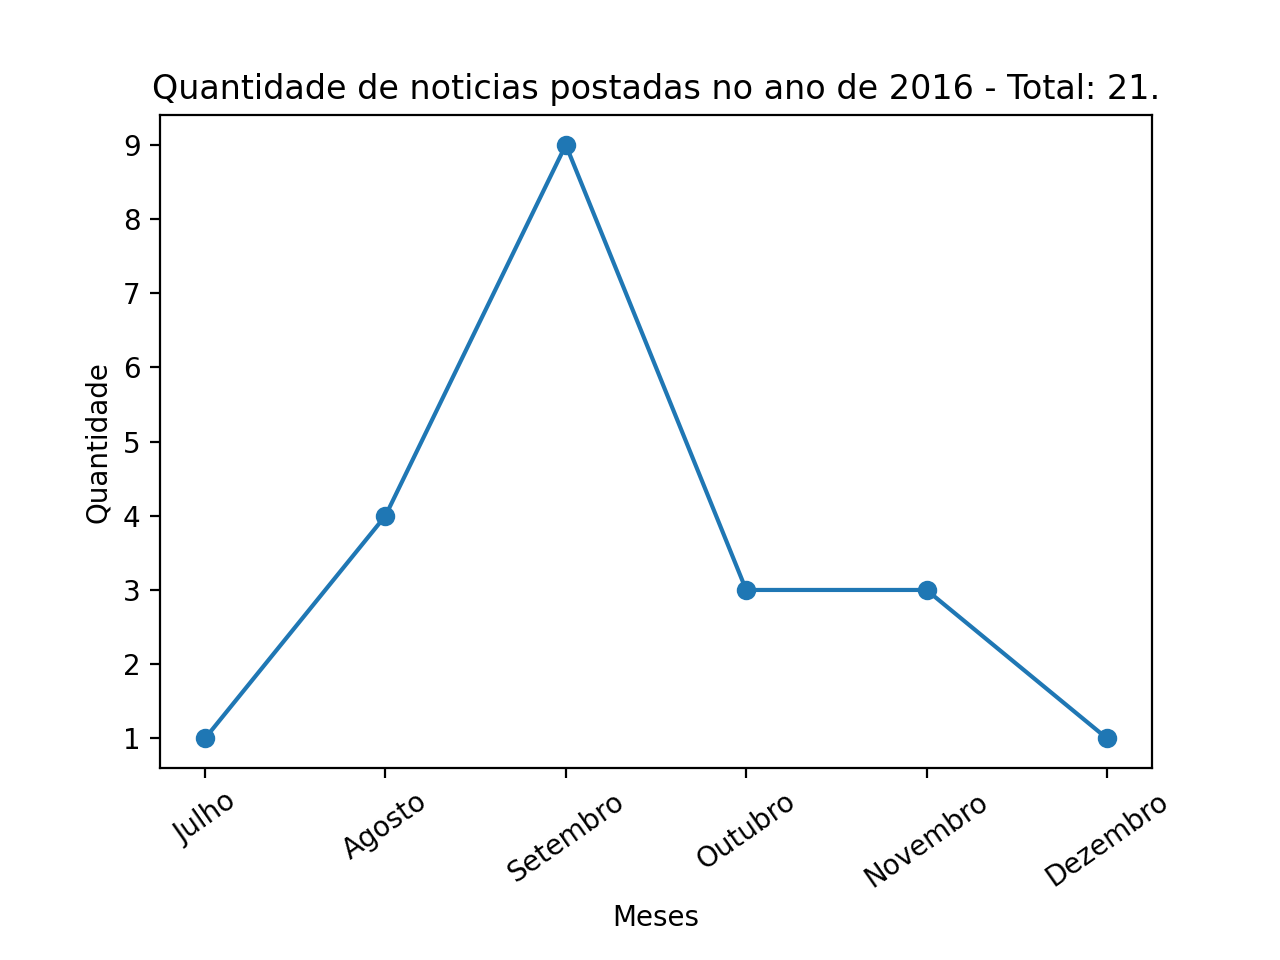 Quantidade de noticias postadas no ano de 2016 - Total: 21.
9
8
7
6
5
4
3
2
1
Quantidade
Julho
Agosto
Setembro
Outubro
Novembro
Dezembro
Meses